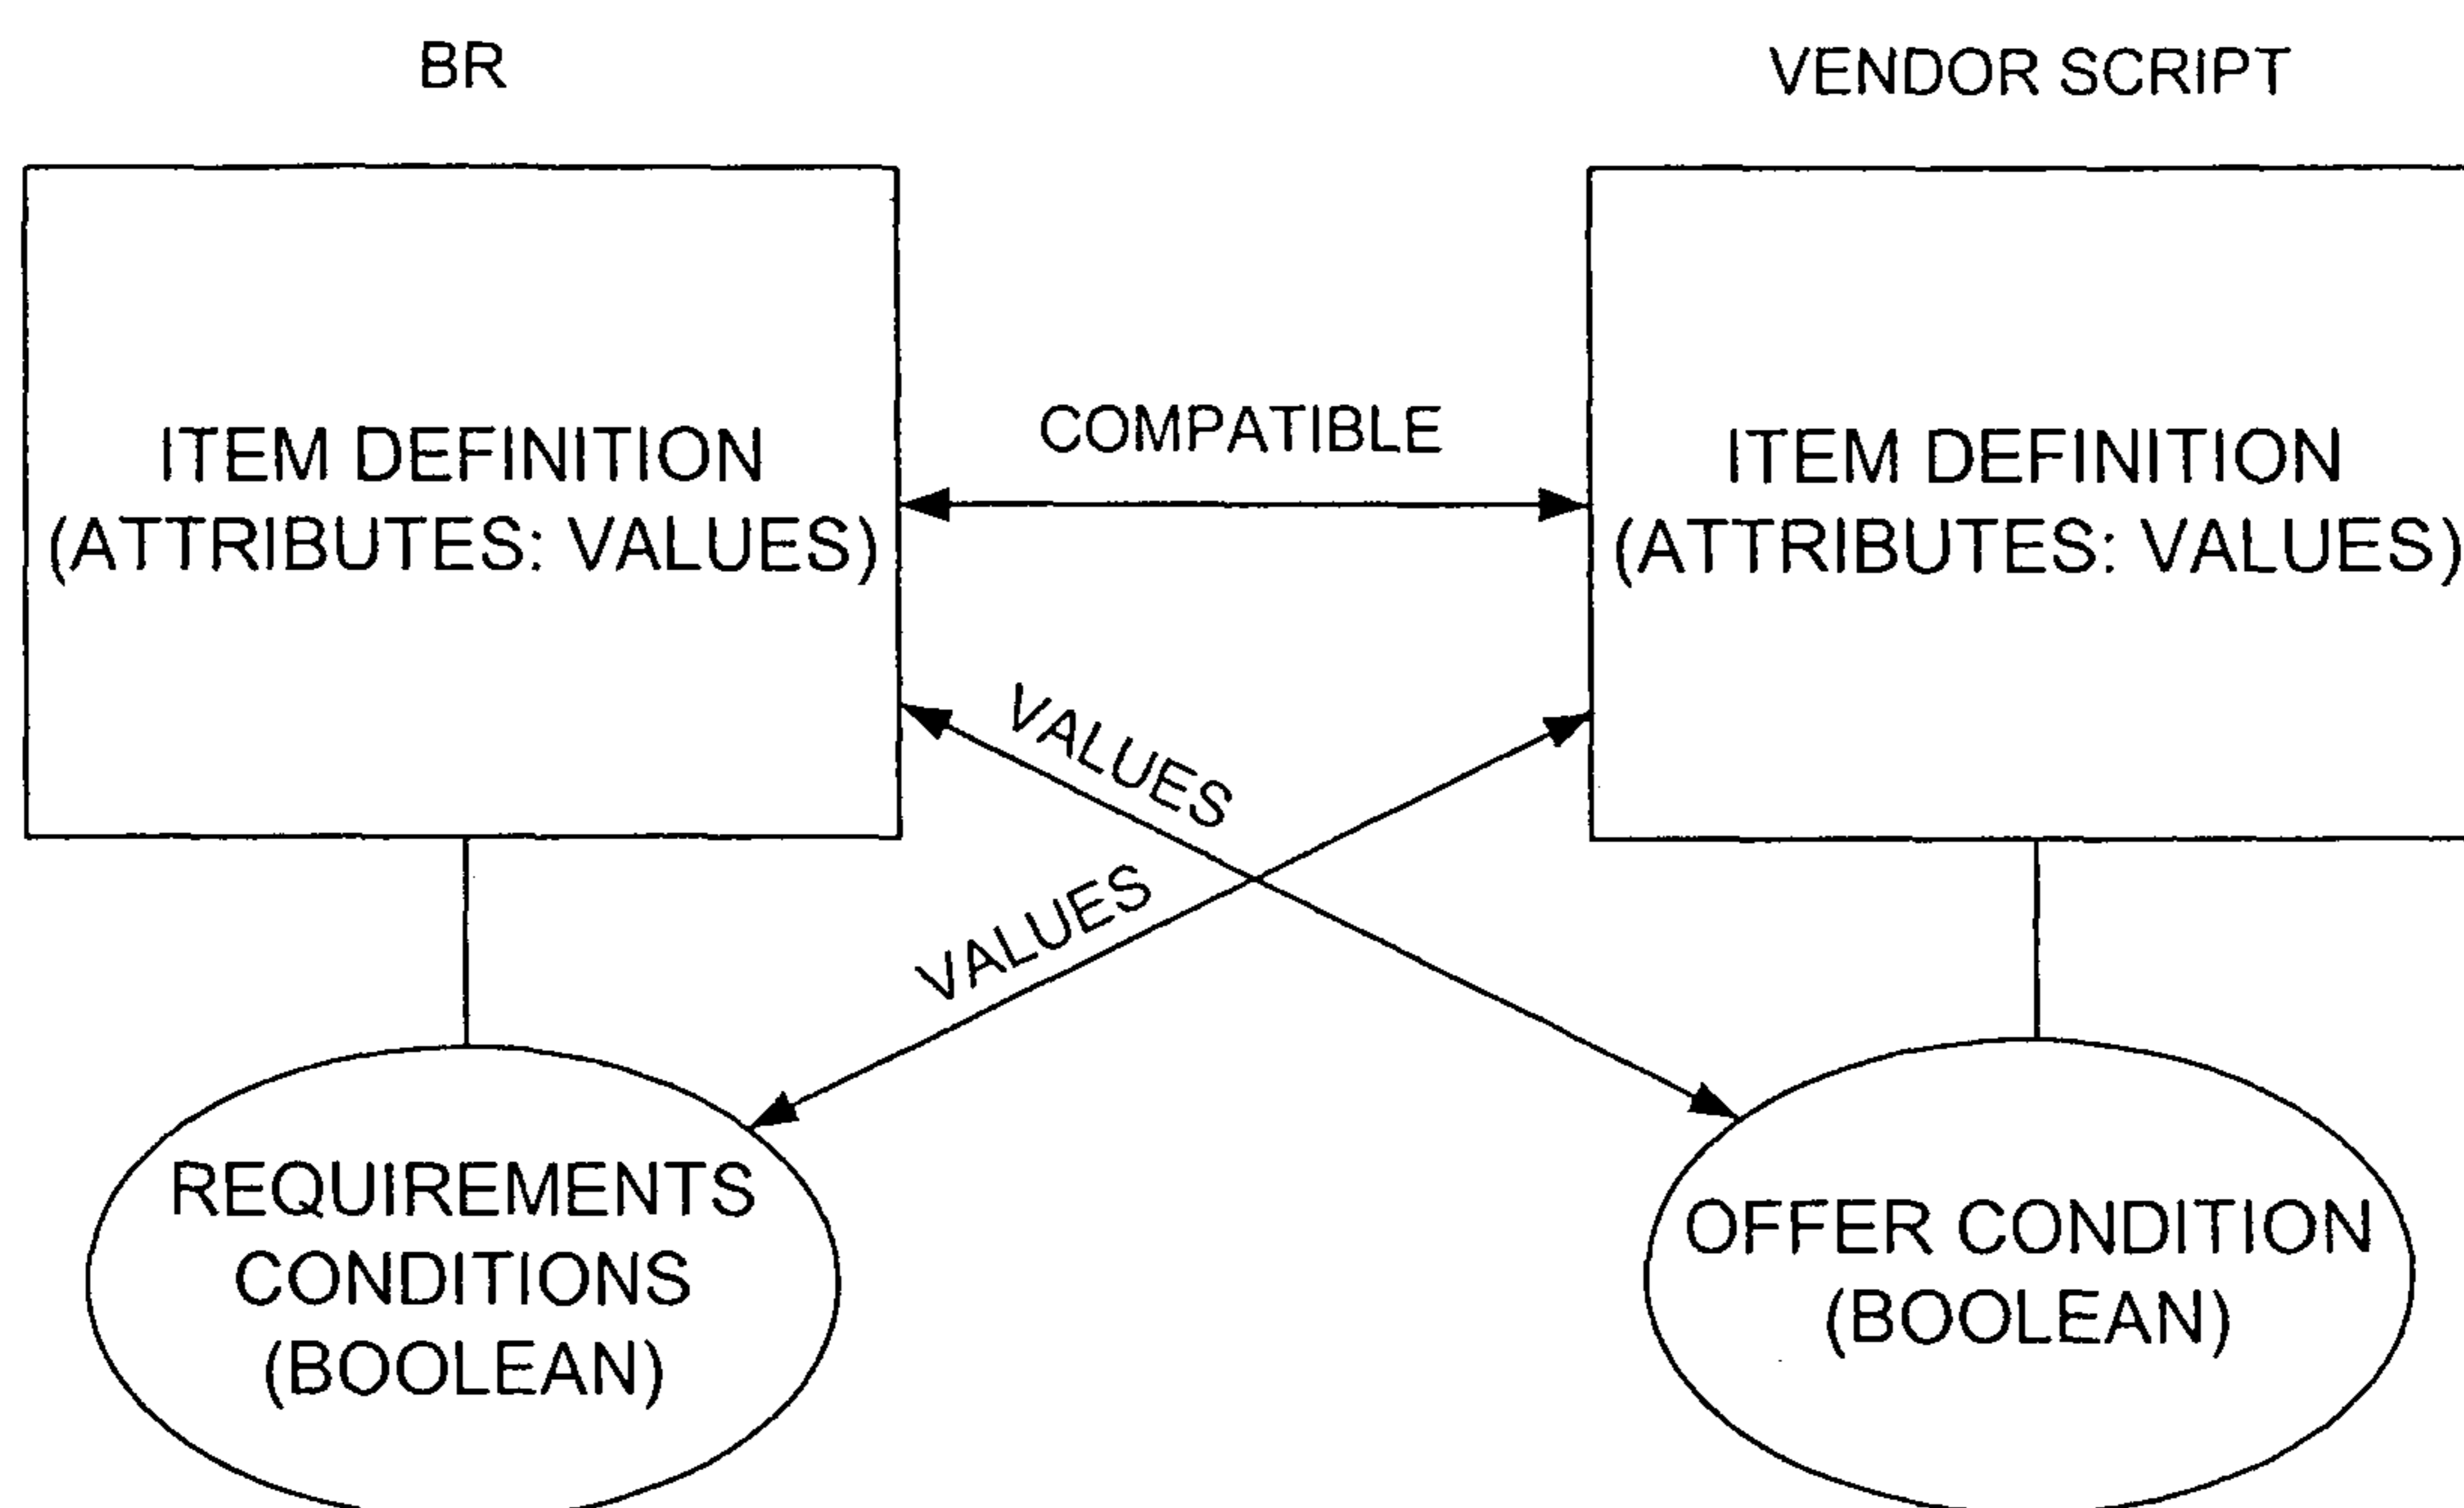 BR
VENDOR SCRIPT
ITEM DEFINITION
(ATTRIBUTES: VALUES)
COMPATIBLE
ITEM DEFINITION
(ATTRIBUTES: VALUES)
VALUES
VALUES
REQUIREMENTS
CONDITIONS
(BOOLEAN)
OFFER CONDITION
(BOOLEAN)